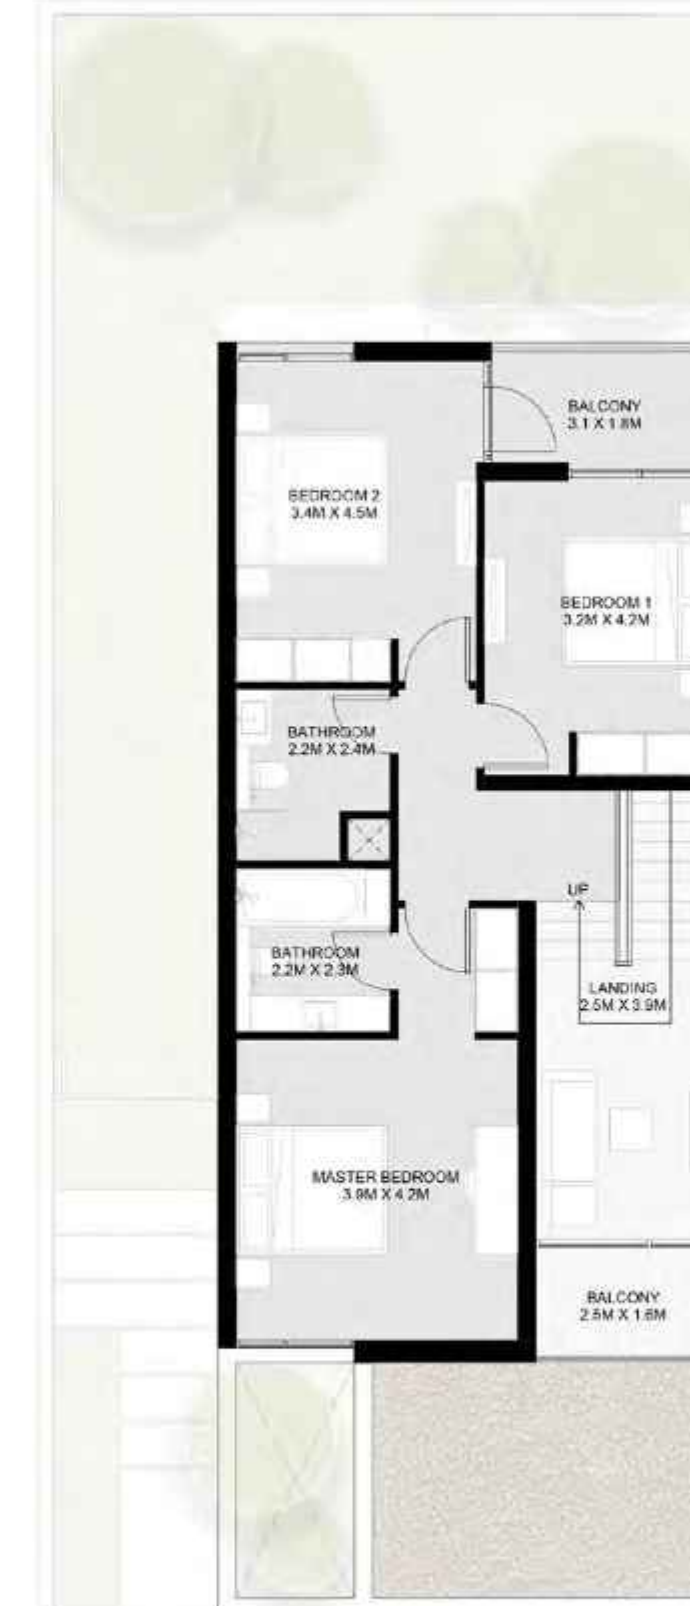 BALCONY
3.1 X 1.8M
BEDROOM 2
3.4M X 4.5M
BEDROOM 1
3.2M X 4.2M
BATHROOM
2.2M X 2.4M
UP
BATHROOM
2.2M X 2.3M
LANDING
2.5M X 3.9M
MASTER BEDROOM
3.9M X 4.2M
BALCONY
2.5M X 1.6M